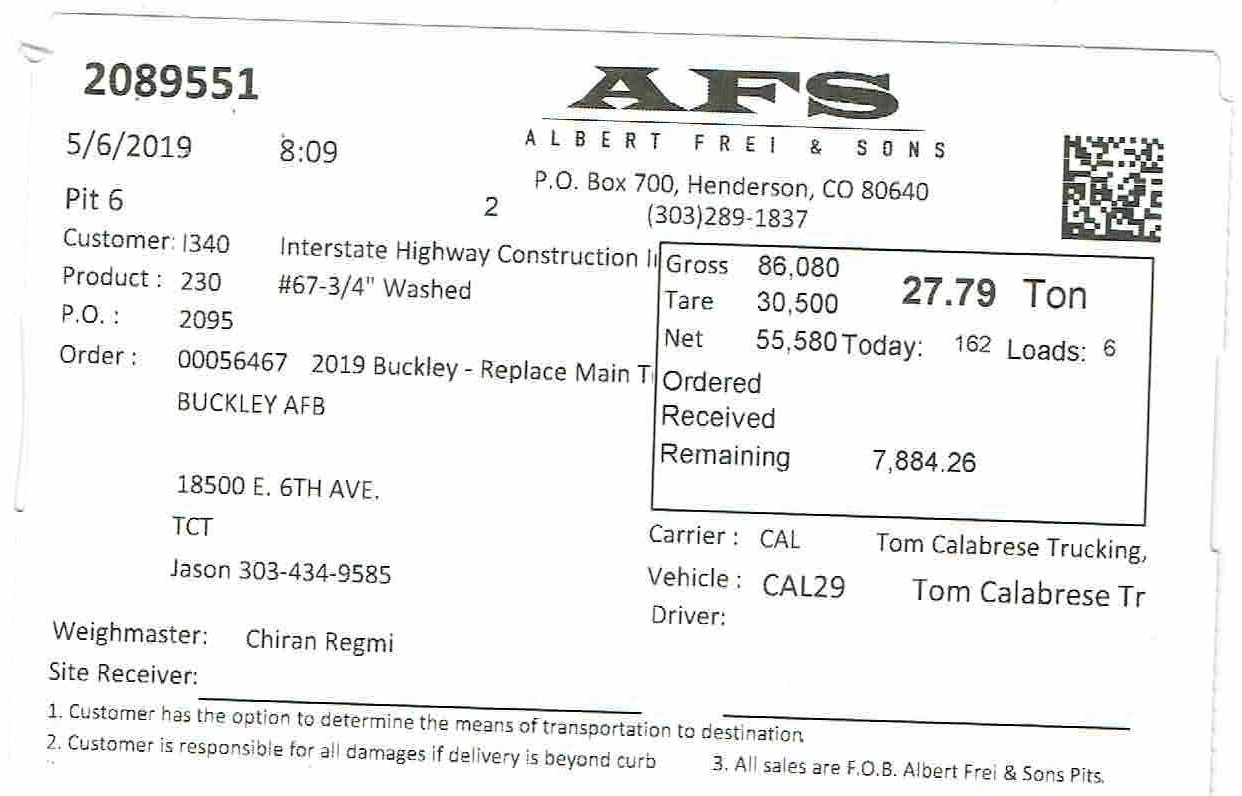 2089551
AFS
ALBERT FREI & SONS
5/6/2019 8:09
P.O. Box 700, Henderson, CO 80640
Pit 6 2 (303)289-1837
Customer: I340 Interstate Highway Construction I
Product : 230 #67-3/4" Washed
P.O. : 2095
Order : 00056467 2019 Buckley - Replace Main T
BUCKLEY AFB
18500 E. 6TH AVE.
TCT
Jason 303-434-9585
Gross 86,080 27.79 Ton
Tare 30,500
Net 55,580 Today: 162 Loads: 6
Ordered
Received
Remaining 7,884.26
Carrier : CAL Tom Calabrese Trucking,
Vehicle : CAL29 Tom Calabrese Tr
Driver:
Weighmaster: Chiran Regmi
Site Receiver:
1. Customer has the option to determine the means of transportation to destination
2. Customer is responsible for all damages if delivery is beyond curb 3. All sales are F.O.B. Albert Frei & Sons Pits.